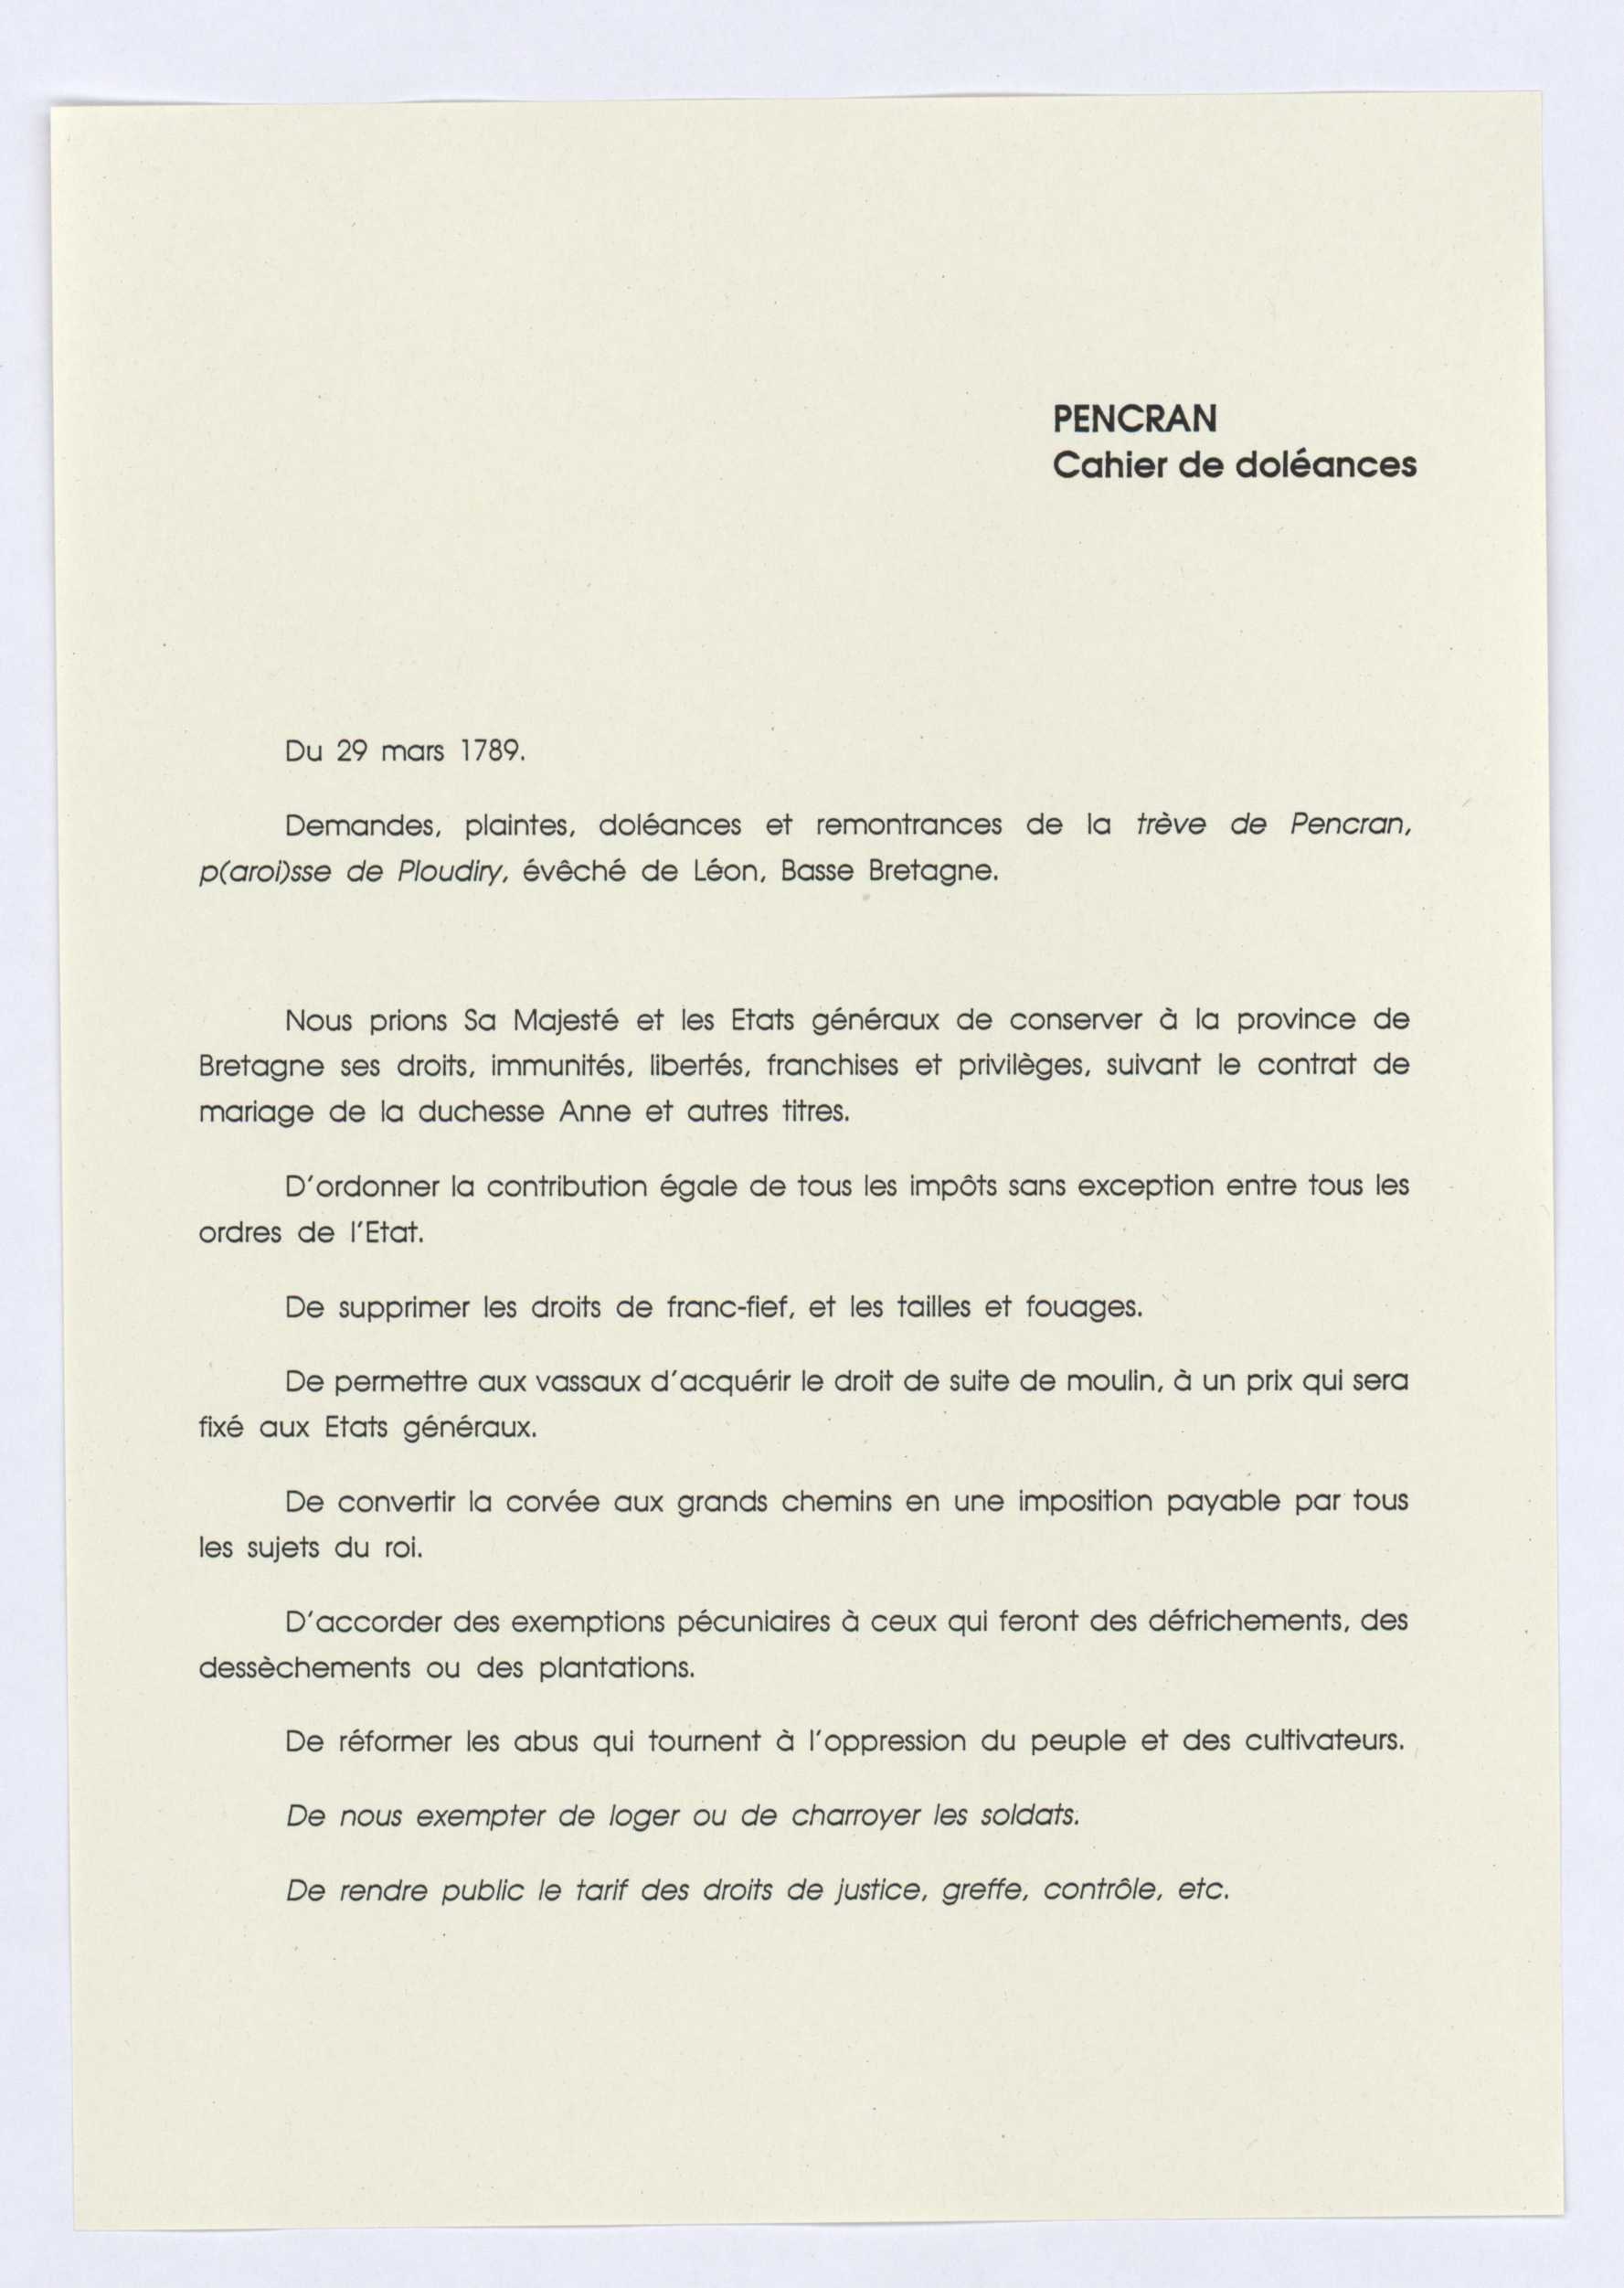 PENCRAN
Cahier de doléances
Du 29 mars 1789.
Demandes, plaintes, doléances et remontrances de la trève de Pencran,
p(aroi)sse de Ploudiry, évêché de Léon, Basse Bretagne.
Nous prions Sa Majesté et les Etats généraux de conserver à la province de
Bretagne ses droits, immunités, libertés, franchises et privilèges, suivant le contrat de
mariage de la duchesse Anne et autres titres.
D'ordonner la contribution égale de tous les impôts sans exception entre tous les
ordres de l'Etat.
De supprimer les droits de franc-fief, et les tailles et fouages.
De permettre aux vassaux d'acquérir le droit de suite de moulin, à un prix qui sera
fixé aux Etats généraux.
De convertir la corvée aux grands chemins en une imposition payable par tous
les sujets du roi.
D'accorder des exemptions pécuniaires à ceux qui feront des défrichements, des
dessèchements ou des plantations.
De réformer les abus qui tournent à l'oppression du peuple et des cultivateurs.
De nous exempter de loger ou de charroyer les soldats.
De rendre public le tarif des droits de justice, greffe, contrôle, etc.